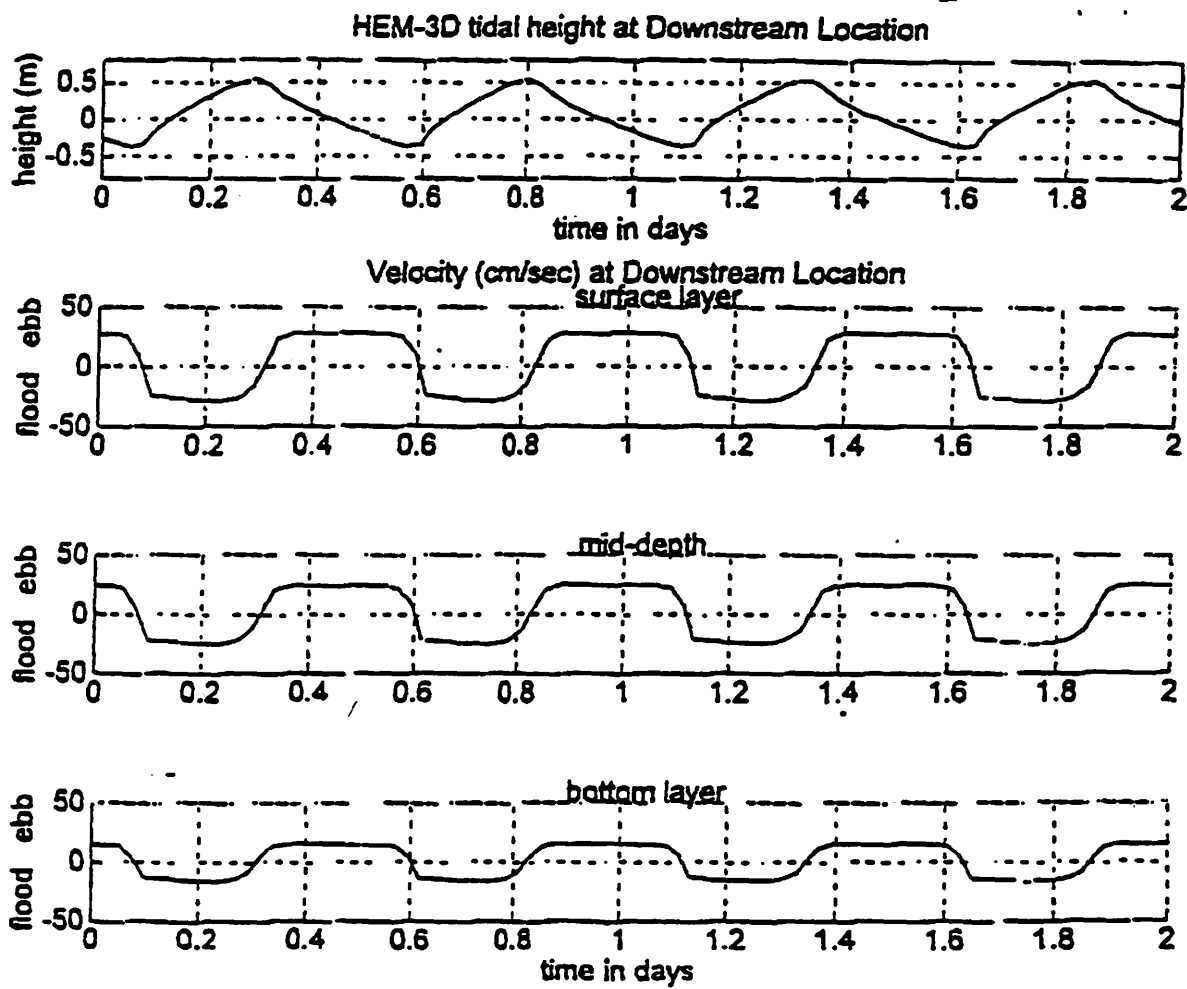 HEM-3D tidal height at Downstream Location
height (m)
0.5
0
-0.5
0 0.2 0.4 0.6 0.8 1 1.2 1.4 1.6 1.8 2
time in days
Velocity (cm/sec) at Downstream Location
surface layer
flood ebb
50
0
-50
0 0.2 0.4 0.6 0.8 1 1.2 1.4 1.6 1.8 2
mid-depth
flood ebb
50
0
-50
0 0.2 0.4 0.6 0.8 1 1.2 1.4 1.6 1.8 2
bottom layer
flood ebb
50
0
-50
0 0.2 0.4 0.6 0.8 1 1.2 1.4 1.6 1.8 2
time in days